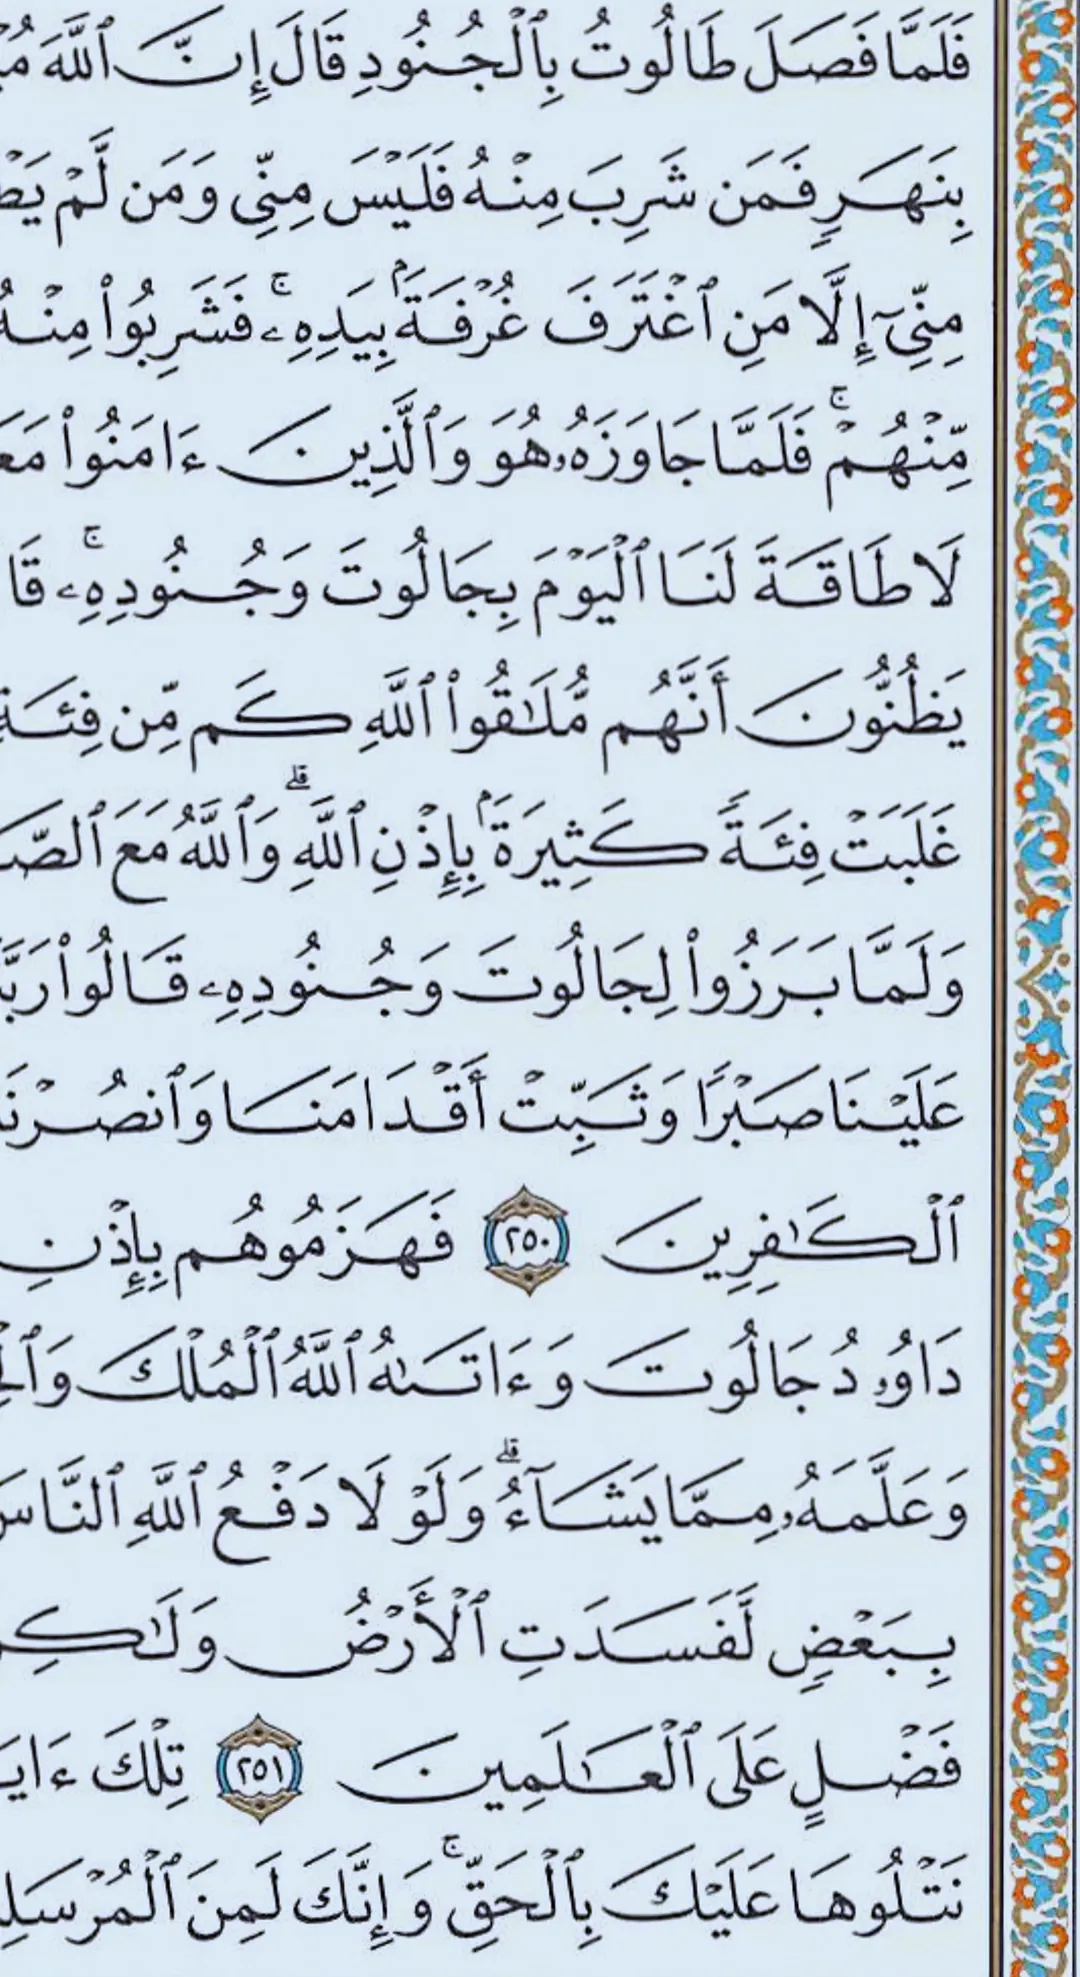 فَلَمَّا فَصَلَ طَالُوتُ بِٱلْجُنُودِ قَالَ إِنَّ ٱللَّهَ
بِنَهَرٍ فَمَن شَرِبَ مِنْهُ فَلَيْسَ مِنِّي وَمَن لَّمْ
مِنِّيٓ إِلَّا مَنِ ٱغْتَرَفَ غُرْفَةَۢ بِيَدِهِۦۚ فَشَرِبُوا۟ مِنْهُ
مِّنْهُمْۚ فَلَمَّا جَاوَزَهُۥ هُوَ وَٱلَّذِينَ ءَامَنُوا۟
لَا طَاقَةَ لَنَا ٱلْيَوْمَ بِجَالُوتَ وَجُنُودِهِۦۚ
يَظُنُّونَ أَنَّهُم مُّلَٰقُوا۟ ٱللَّهِ كَم مِّن فِئَةٍ
غَلَبَتْ فِئَةً كَثِيرَةَۢ بِإِذْنِ ٱللَّهِۗ وَٱللَّهُ مَعَ
وَلَمَّا بَرَزُوا۟ لِجَالُوتَ وَجُنُودِهِۦ قَالُوا۟
عَلَيْنَا صَبْرًا وَثَبِّتْ أَقْدَامَنَا وَٱنصُرْنَا
ٱلْكَٰفِرِينَ ٢٥٠ فَهَزَمُوهُم بِإِذْنِ
دَاوُۥدُ جَالُوتَ وَءَاتَىٰهُ ٱللَّهُ ٱلْمُلْكَ
وَعَلَّمَهُۥ مِمَّا يَشَآءُۗ وَلَوْلَا دَفْعُ ٱللَّهِ ٱلنَّاسَ
بِبَعْضٍ لَّفَسَدَتِ ٱلْأَرْضُ
فَضْلٍ عَلَى ٱلْعَٰلَمِينَ ٢٥١ تِلْكَ
نَتْلُوهَا عَلَيْكَ بِٱلْحَقِّۚ وَإِنَّكَ لَمِنَ